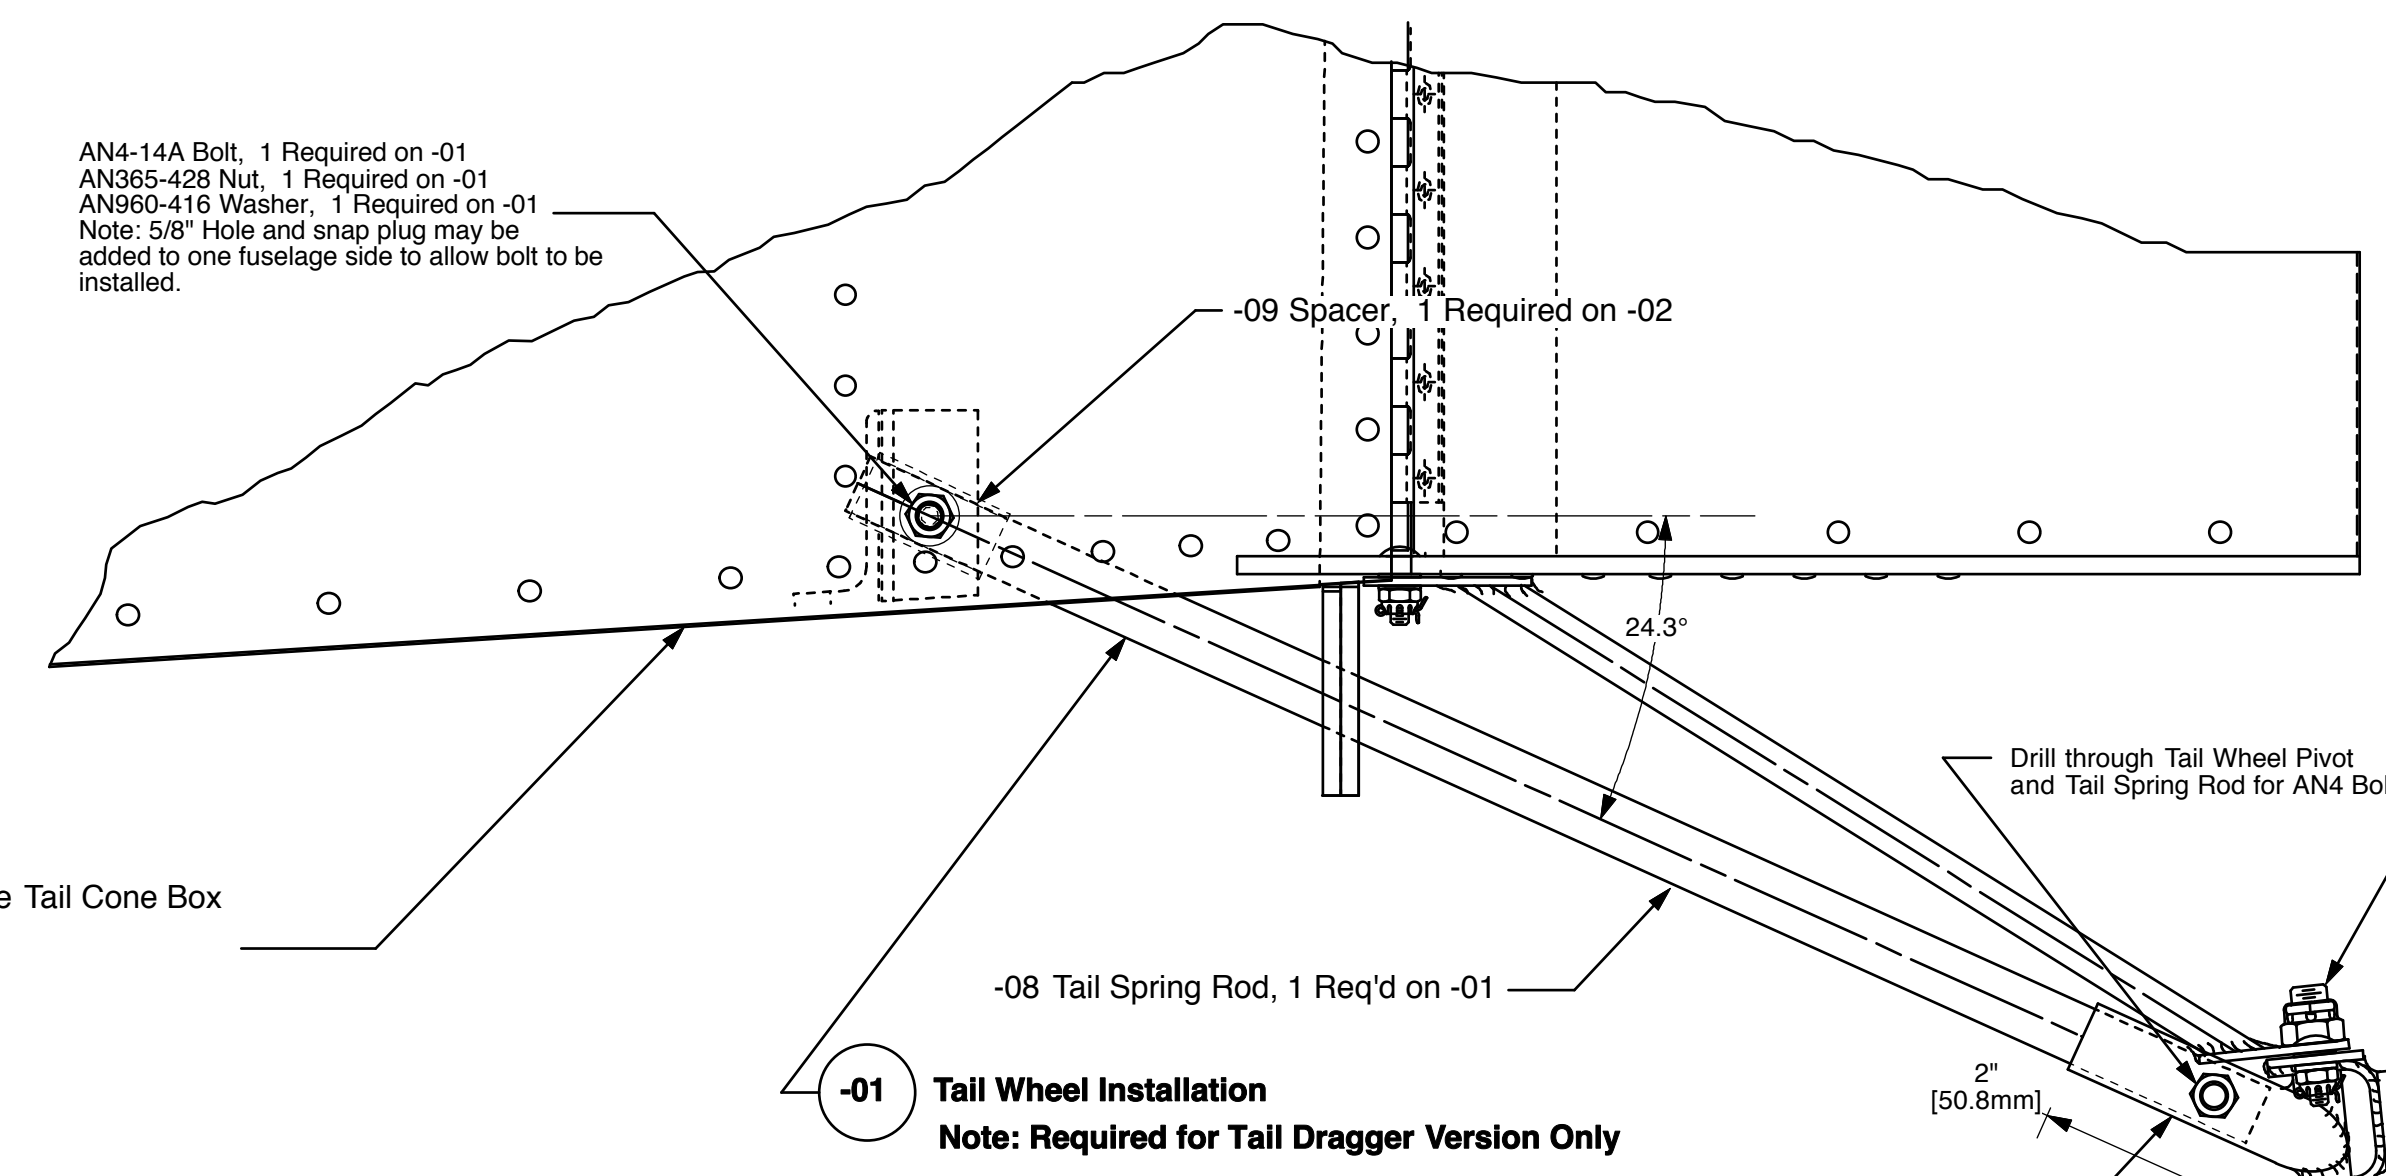 AN4-14A Bolt, 1 Required on -01
AN365-428 Nut, 1 Required on -01
AN960-416 Washer, 1 Required on -01
Note: 5/8" Hole and snap plug may be
added to one fuselage side to allow bolt to be
installed.
-09 Spacer, 1 Required on -02
24.3°
Drill through Tail Wheel Pivot
and Tail Spring Rod for AN4
Tail Cone Box
-08 Tail Spring Rod, 1 Req'd on -01
2"
[50.8mm]
-01 Tail Wheel Installation
Note: Required for Tail Dragger Version Only